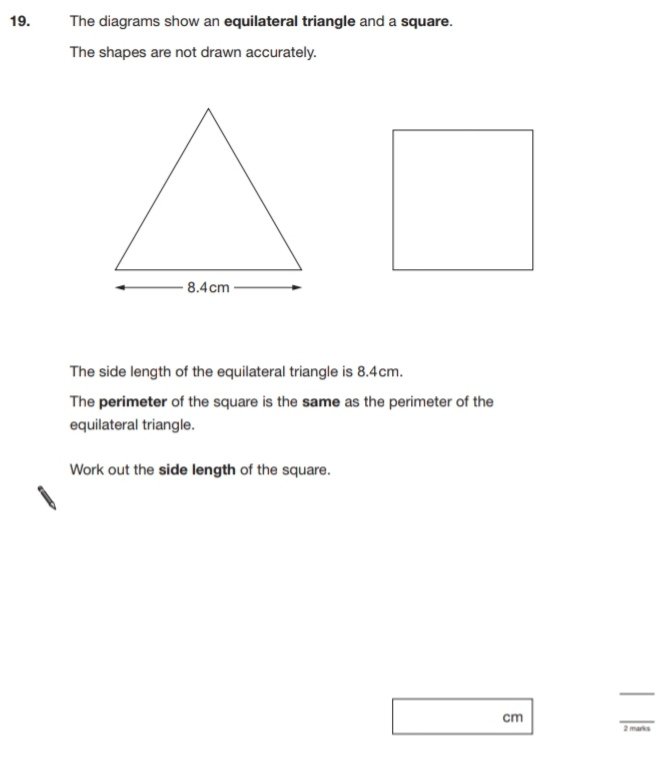 19. The diagrams show an equilateral triangle and a square.
The shapes are not drawn accurately.
8.4cm
The side length of the equilateral triangle is 8.4cm.
The perimeter of the square is the same as the perimeter of the
equilateral triangle.
Work out the side length of the square.
cm
2 marks